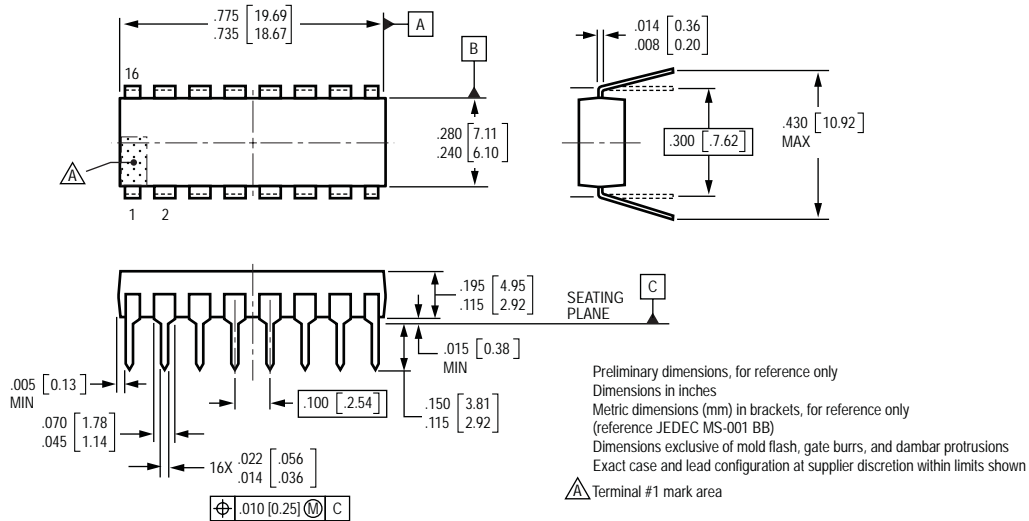 .775 [19.69]
.735 [18.67]
A
B
16
.280 [7.11]
.240 [6.10]
A
1 2
.014 [0.36]
.008 [0.20]
.300 [.7.62]
.430 [10.92]
MAX
.195 [4.95]
.115 [2.92]
SEATING
PLANE
C
.015 [0.38]
MIN
.005 [0.13]
MIN
.100 [.2.54]
.150 [3.81]
.115 [2.92]
.070 [1.78]
.045 [1.14]
16X .022 [.056]
.014 [.036]
⌖ .010 [0.25] Ⓜ C
Preliminary dimensions, for reference only
Dimensions in inches
Metric dimensions (mm) in brackets, for reference only
(reference JEDEC MS-001 BB)
Dimensions exclusive of mold flash, gate burrs, and dambar protrusions
Exact case and lead configuration at supplier discretion within limits shown
A Terminal #1 mark area